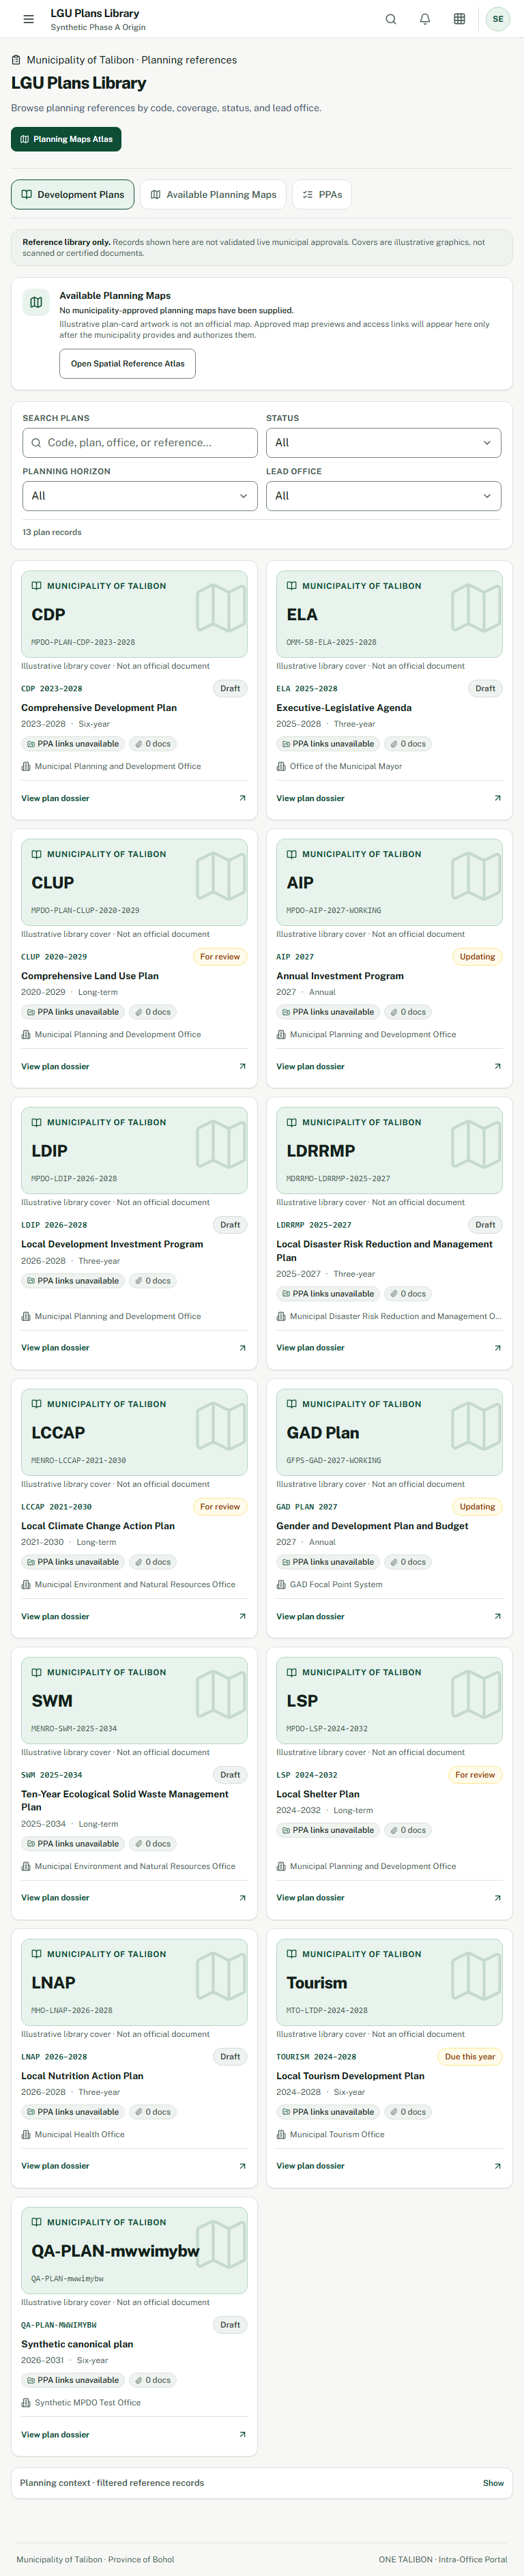 LGU Plans Library
Synthetic Phase A Origin
SE
Municipality of Talibon · Planning references
LGU Plans Library
Browse planning references by code, coverage, status, and lead office.
Planning Maps Atlas
Development Plans
Available Planning Maps
PPAs
Reference library only. Records shown here are not validated live municipal approvals. Covers are illustrative graphics, not
scanned or certified documents.
Available Planning Maps
No municipality-approved planning maps have been supplied.
Illustrative plan-card artwork is not an official map. Approved map previews and access links will appear here only
after the municipality provides and authorizes them.
Open Spatial Reference Atlas
SEARCH PLANS
Code, plan, office, or reference...
STATUS
All
PLANNING HORIZON
All
LEAD OFFICE
All
13 plan records
MUNICIPALITY OF TALIBON
CDP
MPDO-PLAN-CDP-2023-2028
Illustrative library cover · Not an official document
CDP 2023–2028
Draft
Comprehensive Development Plan
2023–2028 · Six-year
PPA links unavailable
0 docs
Municipal Planning and Development Office
View plan dossier
MUNICIPALITY OF TALIBON
ELA
OMM-SB-ELA-2025-2028
Illustrative library cover · Not an official document
ELA 2025–2028
Draft
Executive-Legislative Agenda
2025–2028 · Three-year
PPA links unavailable
0 docs
Office of the Municipal Mayor
View plan dossier
MUNICIPALITY OF TALIBON
CLUP
MPDO-PLAN-CLUP-2020-2029
Illustrative library cover · Not an official document
CLUP 2020–2029
For review
Comprehensive Land Use Plan
2020–2029 · Long-term
PPA links unavailable
0 docs
Municipal Planning and Development Office
View plan dossier
MUNICIPALITY OF TALIBON
AIP
MPDO-AIP-2027-WORKING
Illustrative library cover · Not an official document
AIP 2027
Updating
Annual Investment Program
2027 · Annual
PPA links unavailable
0 docs
Municipal Planning and Development Office
View plan dossier
MUNICIPALITY OF TALIBON
LDIP
MPDO-LDIP-2026-2028
Illustrative library cover · Not an official document
LDIP 2026–2028
Draft
Local Development Investment Program
2026–2028 · Three-year
PPA links unavailable
0 docs
Municipal Planning and Development Office
View plan dossier
MUNICIPALITY OF TALIBON
LDRRMP
MDRRMO-LDRRMP-2025-2027
Illustrative library cover · Not an official document
LDRRMP 2025–2027
Draft
Local Disaster Risk Reduction and Management
Plan
2025–2027 · Three-year
PPA links unavailable
0 docs
Municipal Disaster Risk Reduction and Management O...
View plan dossier
MUNICIPALITY OF TALIBON
LCCAP
MENRO-LCCAP-2021-2030
Illustrative library cover · Not an official document
LCCAP 2021–2030
For review
Local Climate Change Action Plan
2021–2030 · Long-term
PPA links unavailable
0 docs
Municipal Environment and Natural Resources Office
View plan dossier
MUNICIPALITY OF TALIBON
GAD Plan
GFPS-GAD-2027-WORKING
Illustrative library cover · Not an official document
GAD PLAN 2027
Updating
Gender and Development Plan and Budget
2027 · Annual
PPA links unavailable
0 docs
GAD Focal Point System
View plan dossier
MUNICIPALITY OF TALIBON
SWM
MENRO-SWM-2025-2034
Illustrative library cover · Not an official document
SWM 2025–2034
Draft
Ten-Year Ecological Solid Waste Management
Plan
2025–2034 · Long-term
PPA links unavailable
0 docs
Municipal Environment and Natural Resources Office
View plan dossier
MUNICIPALITY OF TALIBON
LSP
MPDO-LSP-2024-2032
Illustrative library cover · Not an official document
LSP 2024–2032
For review
Local Shelter Plan
2024–2032 · Long-term
PPA links unavailable
0 docs
Municipal Planning and Development Office
View plan dossier
MUNICIPALITY OF TALIBON
LNAP
MHO-LNAP-2026-2028
Illustrative library cover · Not an official document
LNAP 2026–2028
Draft
Local Nutrition Action Plan
2026–2028 · Three-year
PPA links unavailable
0 docs
Municipal Health Office
View plan dossier
MUNICIPALITY OF TALIBON
Tourism
MTO-LTDP-2024-2028
Illustrative library cover · Not an official document
TOURISM 2024–2028
Due this year
Local Tourism Development Plan
2024–2028 · Six-year
PPA links unavailable
0 docs
Municipal Tourism Office
View plan dossier
MUNICIPALITY OF TALIBON
QA-PLAN-mwwimybw
QA-PLAN-mwwimybw
Illustrative library cover · Not an official document
QA-PLAN-MWWIMYBW
Draft
Synthetic canonical plan
2026–2031 · Six-year
PPA links unavailable
0 docs
Synthetic MPDO Test Office
View plan dossier
Planning context · filtered reference records
Show
Municipality of Talibon · Province of Bohol
ONE TALIBON · Intra-Office Portal